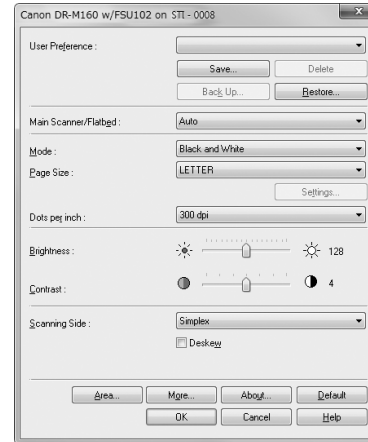 Canon DR-M160 w/FSU102 on STI - 0008
User Preference :
Save... Delete
Back Up... Restore...
Main Scanner/Flatbed : Auto
Mode : Black and White
Page Size : LETTER
Settings...
Dots per inch : 300 dpi
Brightness : 128
Contrast : 4
Scanning Side : Simplex
Deskew
Area... More... About... Default
OK Cancel Help